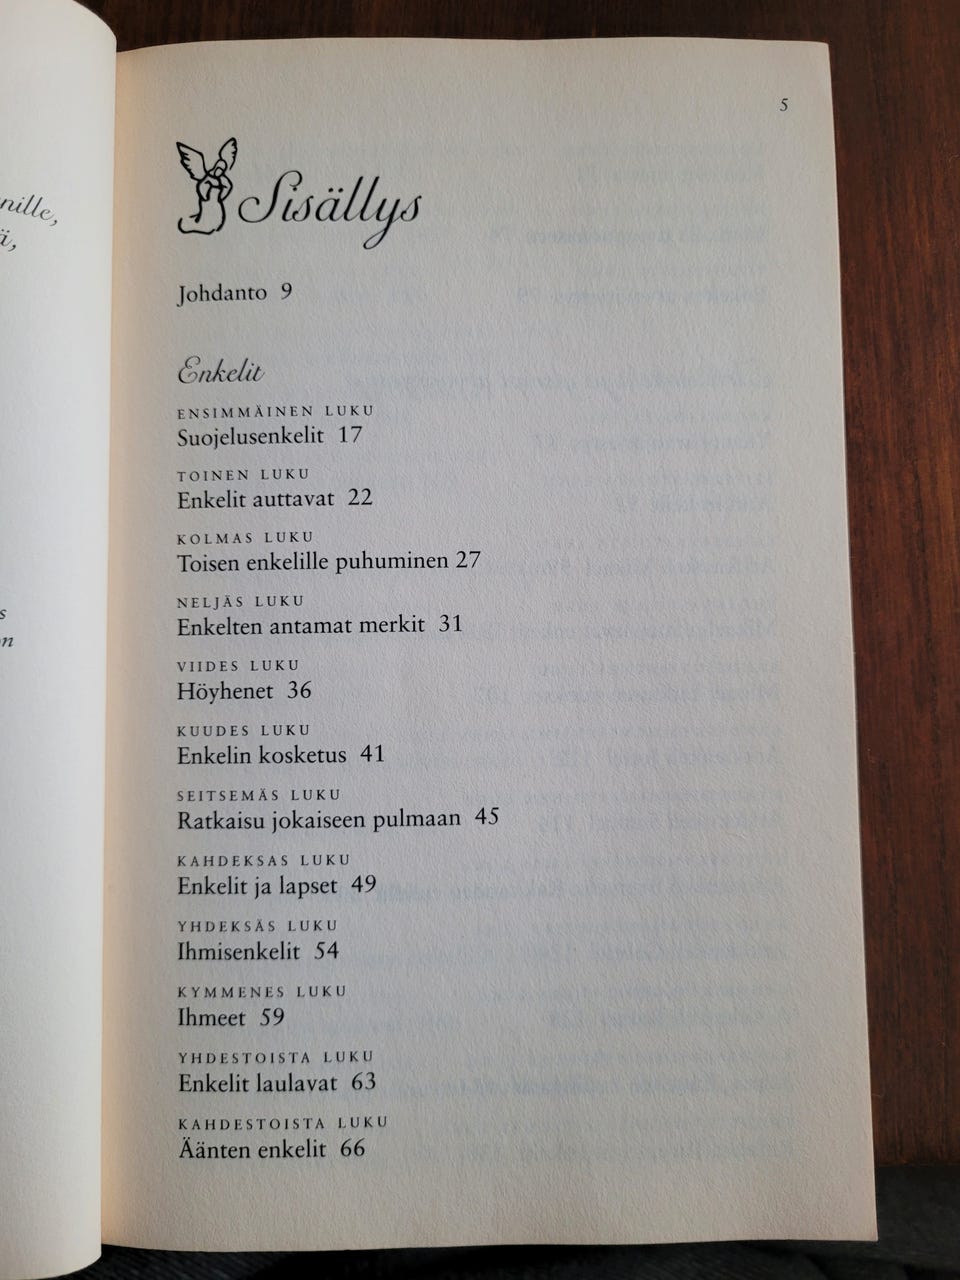 nille,
ä,
s
on
5
Sisällys
Johdanto 9
Enkelit
ENSIMMÄINEN LUKU
Suojelusenkelit 17
TOINEN LUKU
Enkelit auttavat 22
KOLMAS LUKU
Toisen enkelille puhuminen 27
NELJÄS LUKU
Enkelten antamat merkit 31
VIIDES LUKU
Höyhenet 36
KUUDES LUKU
Enkelin kosketus 41
SEITSEMÄS LUKU
Ratkaisu jokaiseen pulmaan 45
KAHDEKSAS LUKU
Enkelit ja lapset 49
YHDEKSÄS LUKU
Ihmisenkelit 54
KYMMENES LUKU
Ihmeet 59
YHDESTOISTA LUKU
Enkelit laulavat 63
KAHDESTOISTA LUKU
Äänten enkelit 66